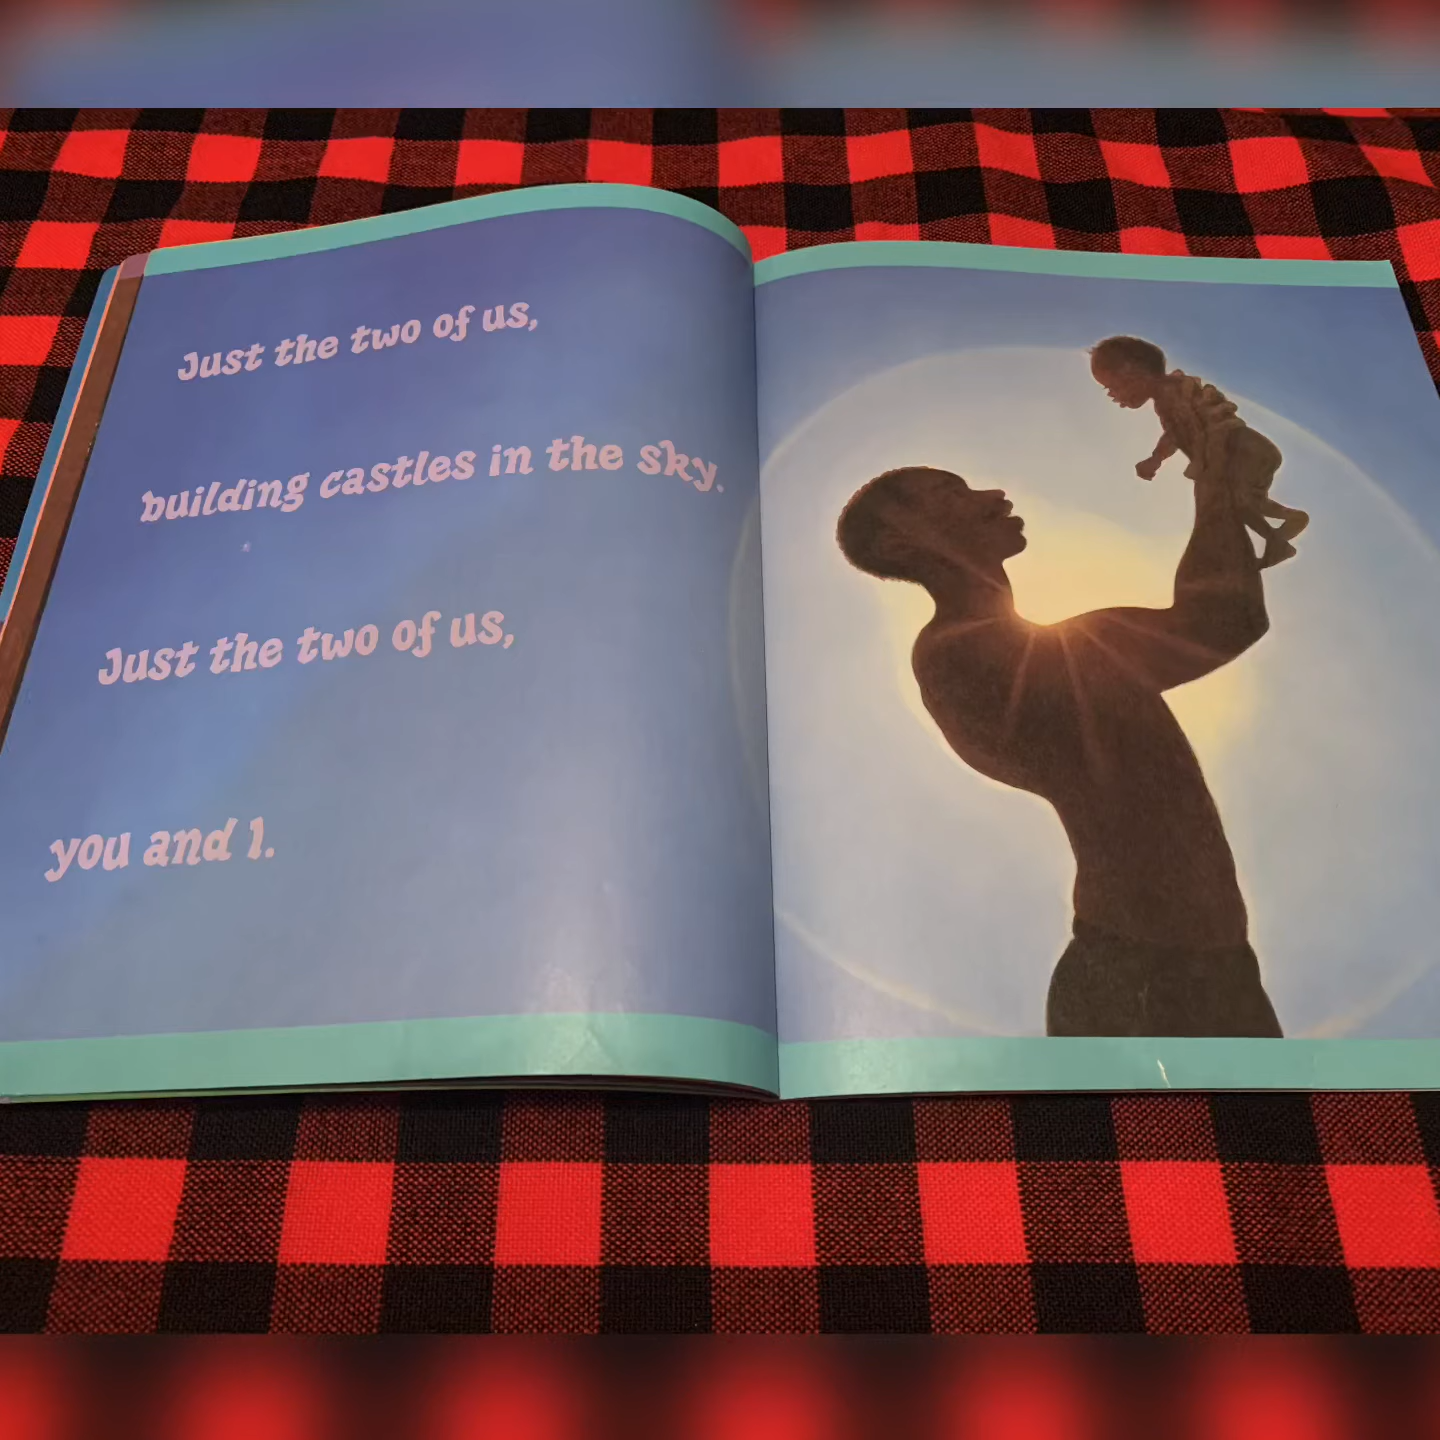 Just the two of us,
building castles in the sky.
Just the two of us,
you and I.